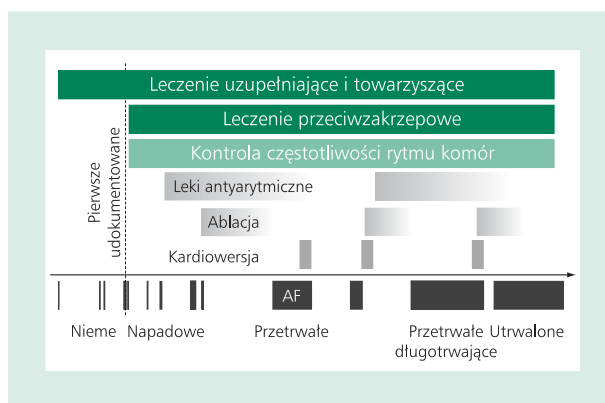 Leczenie uzupełniające i towarzyszące
Leczenie przeciwzakrzepowe
Kontrola częstotliwości rytmu komór
Pierwsze
udokumentowane
Leki antyarytmiczne
Ablacja
Kardiowersja
AF
Nieme Napadowe Przetrwałe Przetrwałe Utrwalone
długotrwające